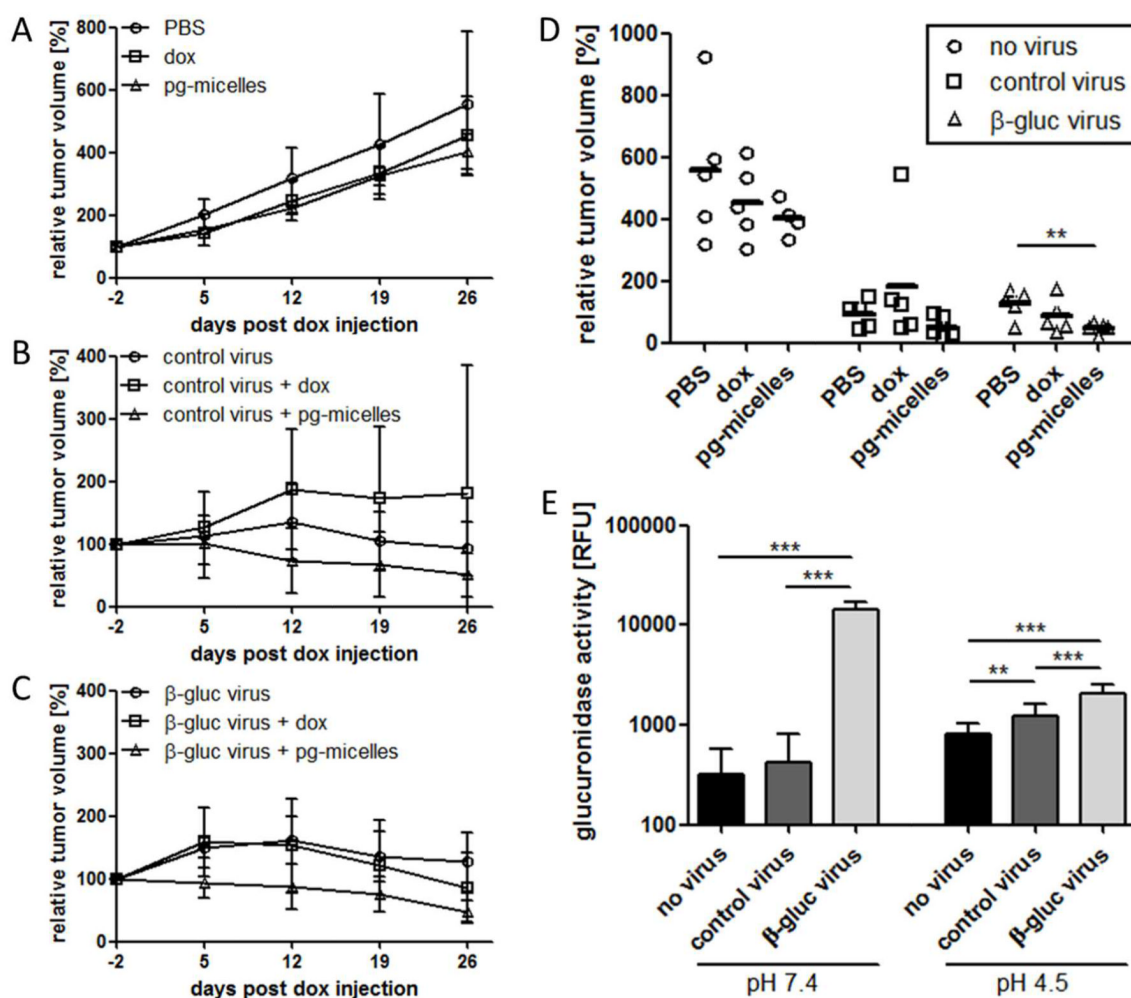 A
relative tumor volume [%]
800
600
400
200
0
PBS
dox
pg-micelles
-2 5 12 19 26
days post dox injection
B
relative tumor volume [%]
400
300
200
100
0
control virus
control virus + dox
control virus + pg-micelles
-2 5 12 19 26
days post dox injection
C
relative tumor volume [%]
400
300
200
100
0
β-gluc virus
β-gluc virus + dox
β-gluc virus + pg-micelles
-2 5 12 19 26
days post dox injection
D
relative tumor volume [%]
1000
800
600
400
200
0
no virus
control virus
β-gluc virus
**
PBS
dox
pg-micelles
PBS
dox
pg-micelles
PBS
dox
pg-micelles
E
glucuronidase activity [RFU]
100000
10000
1000
100
***
***
***
** ***
no virus
control virus
β-gluc virus
no virus
control virus
β-gluc virus
pH 7.4 pH 4.5